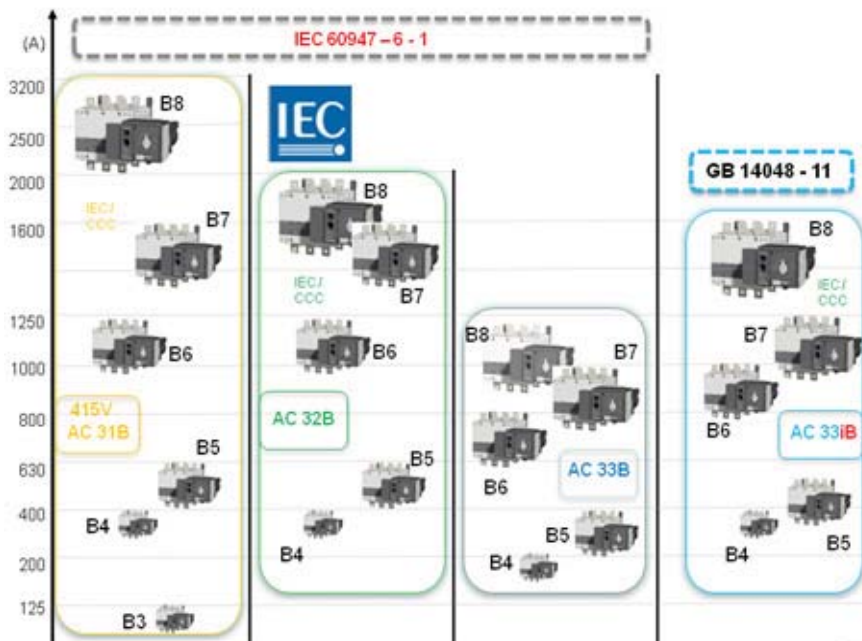 IEC 60947 – 6 - 1
(A)
3200
2500
2000
1600
1250
1000
800
630
400
200
125
B8
IEC/
CCC
B7
B6
415V
AC 31B
B5
B4
B3
IEC
B8
IEC/
CCC
B7
B6
AC 32B
B5
B4
B8
B7
B6
AC 33B
B5
B4
GB 14048 - 11
B8
IEC/
CCC
B7
B6
AC 33iB
B4
B5